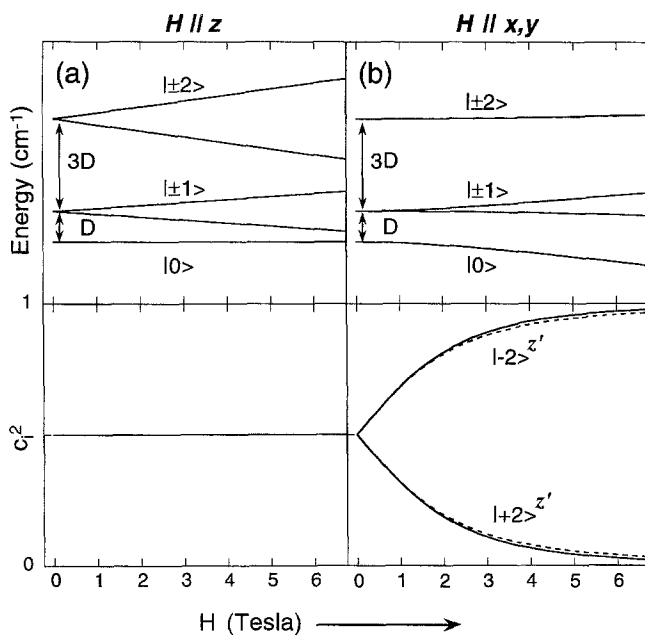 H // z
H // x,y
(a)
(b)
|±2>
|±2>
3D
3D
|±1>
|±1>
D
D
|0>
|0>
Energy (cm-1)
1
|-2>z'
ci2
|+2>z'
0
0 1 2 3 4 5 6
0 1 2 3 4 5 6
H (Tesla)